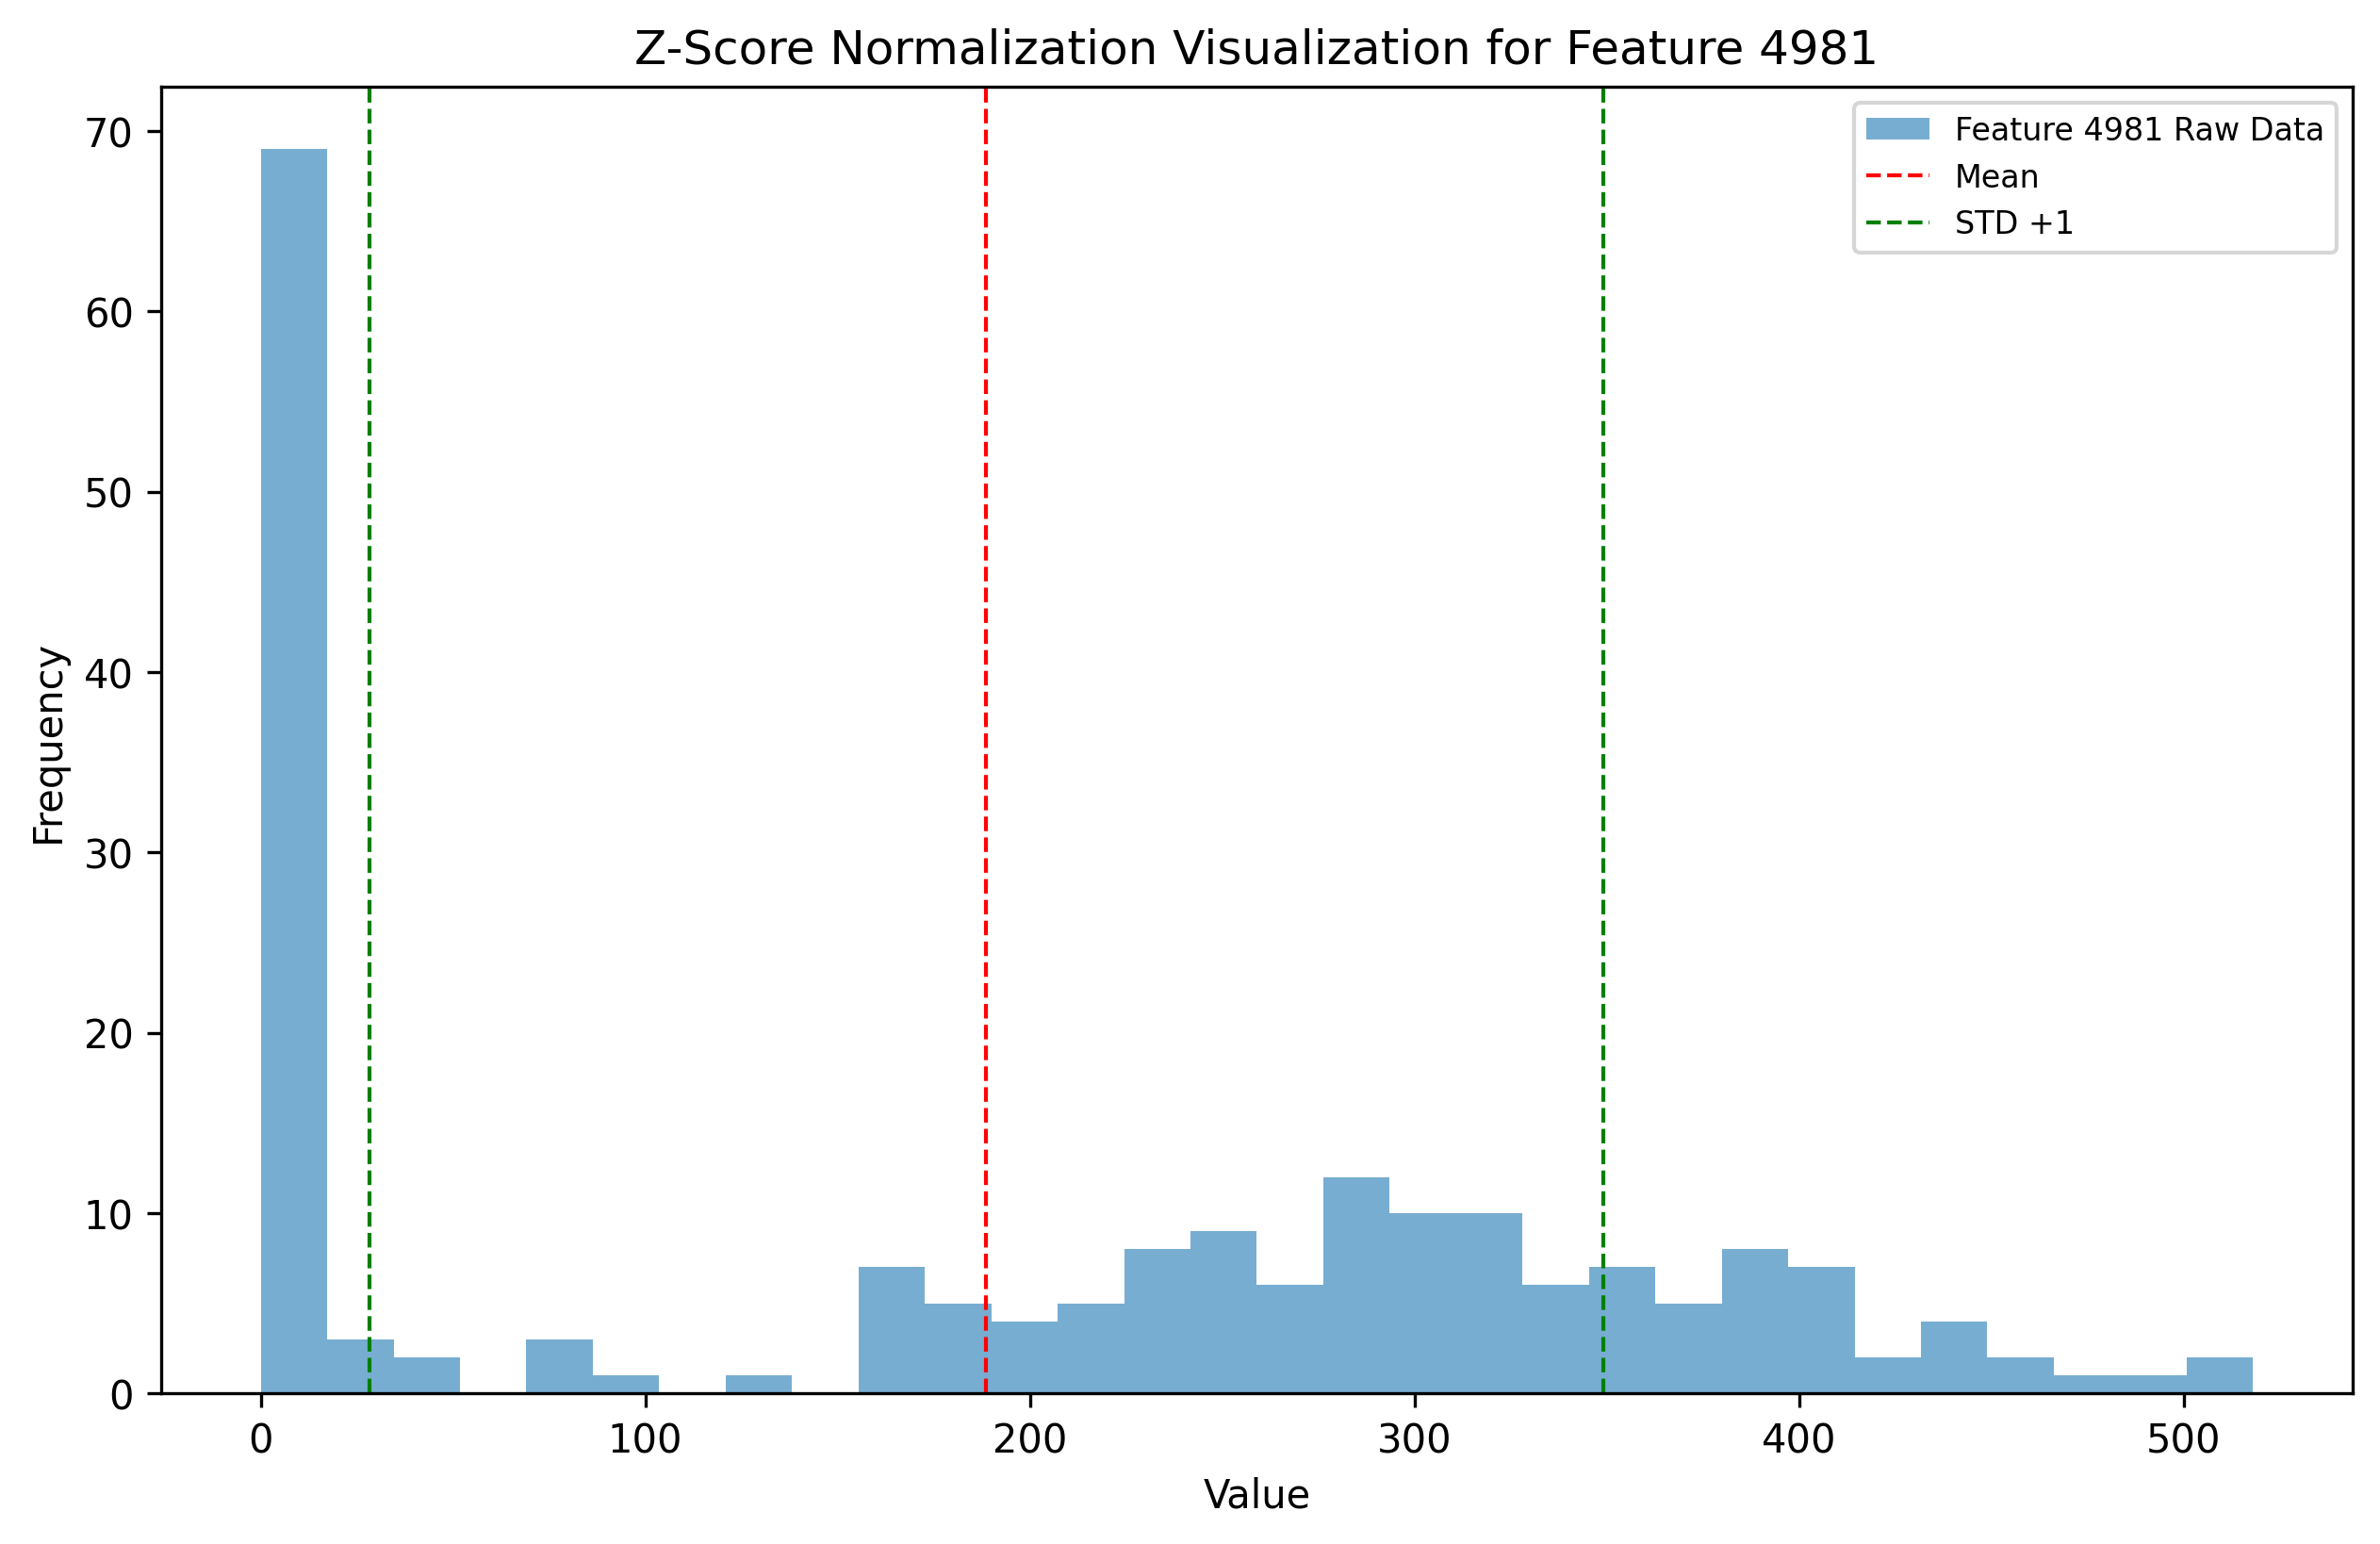 Z-Score Normalization Visualization for Feature 4981
Feature 4981 Raw Data
Mean
STD +1
70
60
50
40
30
20
10
0
Frequency
0 100 200 300 400 500
Value